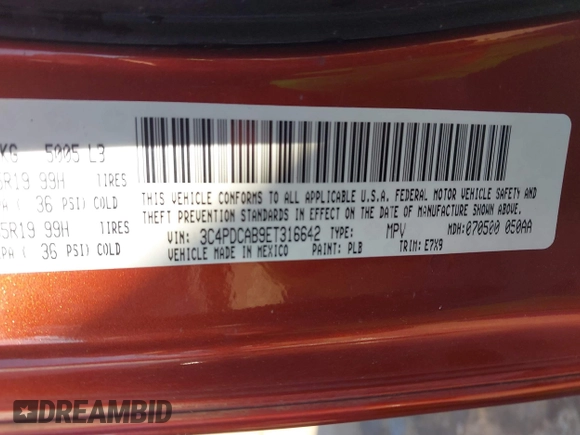 KG 5005 L3
5R19 99H TIRES
PA ( 36 PSI) COLD
5R19 99H TIRES
PA ( 36 PSI) COLD
THIS VEHICLE CONFORMS TO ALL APPLICABLE U.S.A. FEDERAL MOTOR VEHICLE SAFETY AND
THEFT PREVENTION STANDARDS IN EFFECT ON THE DATE OF MANUFACTURE SHOWN ABOVE.
VIN: 3C4PDCAB9ET316642 TYPE: MPV MDH:070500 050AA
VEHICLE MADE IN MEXICO PAINT: PLB TRIM: E7X9
DREAMBID